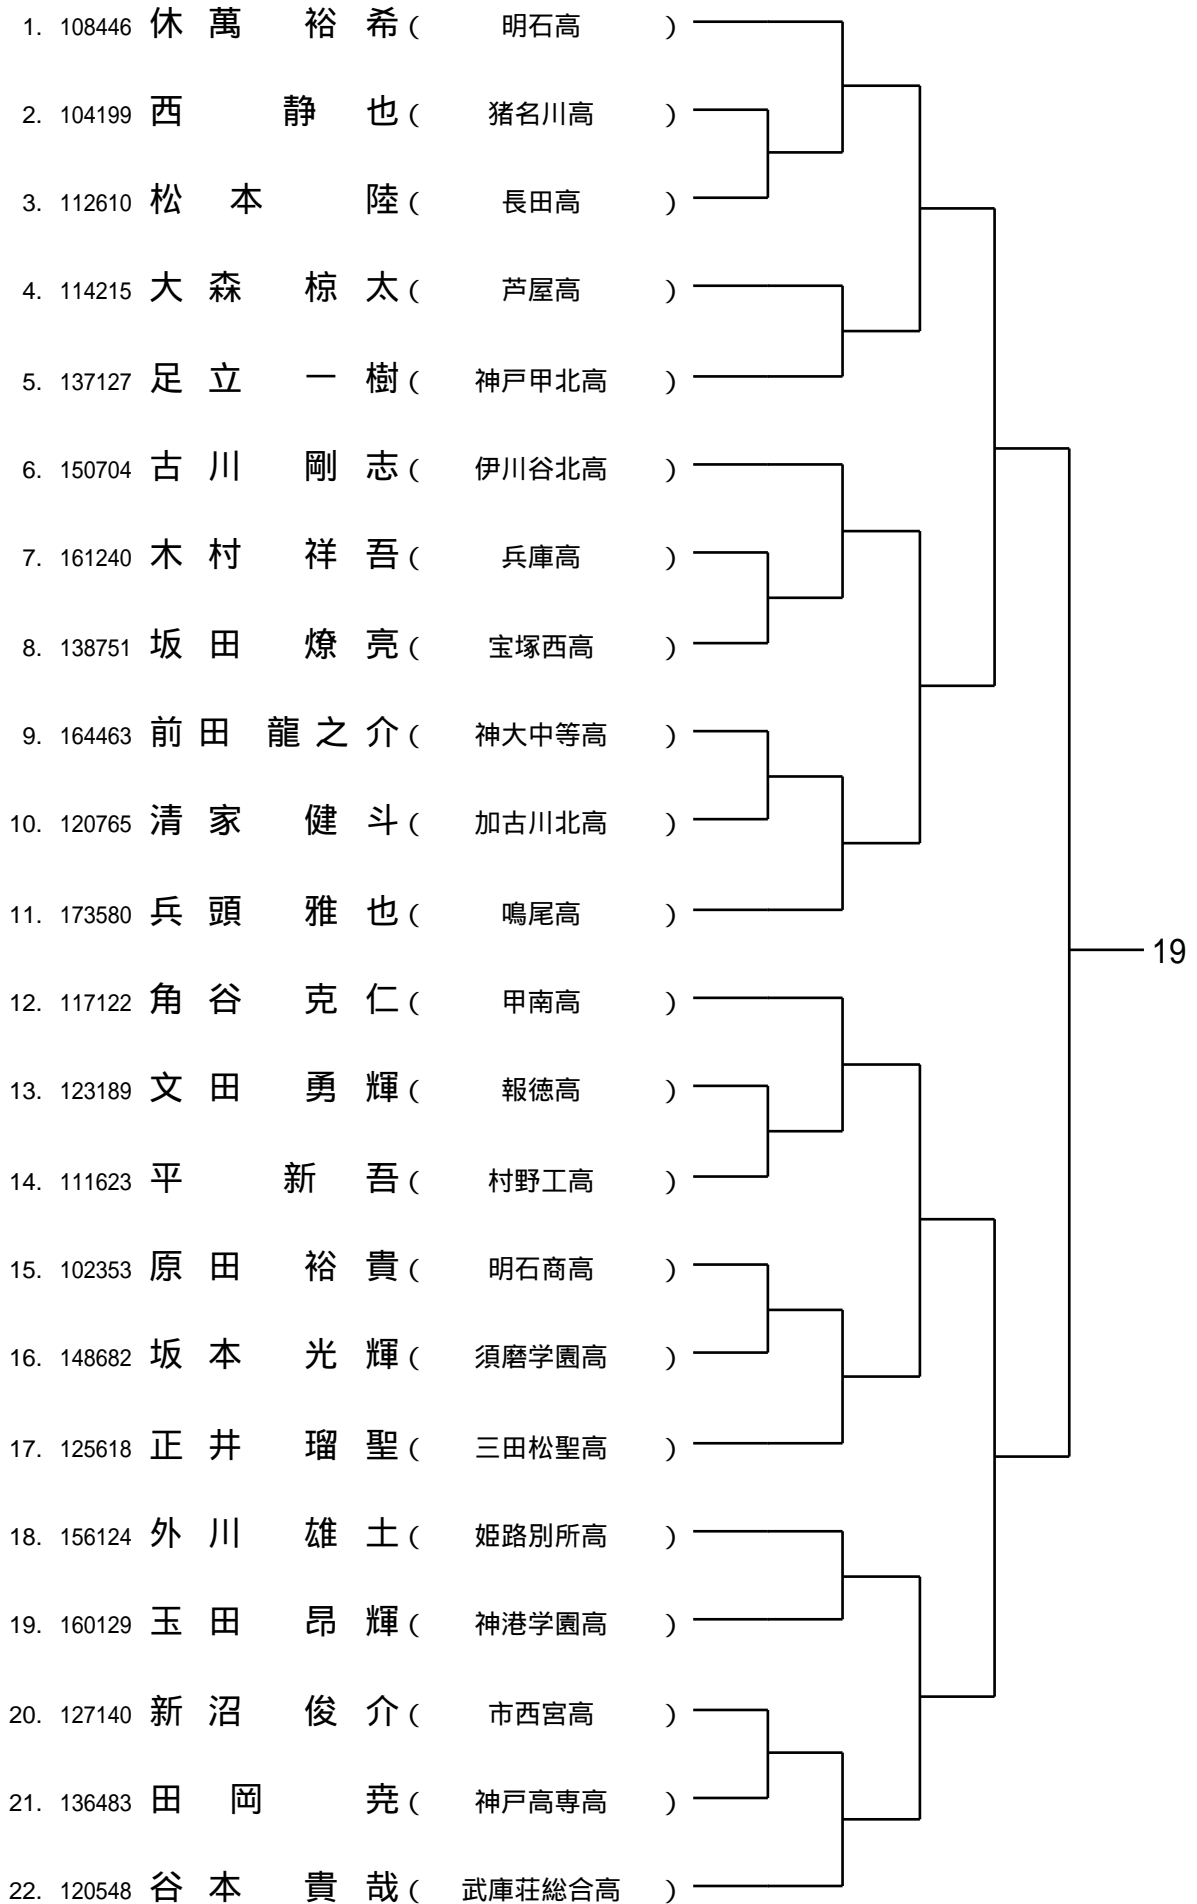 1. 108446 休萬 裕希 ( 明石高 )
2. 104199 西 静也 ( 猪名川高 )
3. 112610 松本 陸 ( 長田高 )
4. 114215 大森 椋太 ( 芦屋高 )
5. 137127 足立 一樹 ( 神戸甲北高 )
6. 150704 古川 剛志 ( 伊川谷北高 )
7. 161240 木村 祥吾 ( 兵庫高 )
8. 138751 坂田 燎亮 ( 宝塚西高 )
9. 164463 前田 龍之介 ( 神大中等高 )
10. 120765 清家 健斗 ( 加古川北高 )
11. 173580 兵頭 雅也 ( 鳴尾高 )
19
12. 117122 角谷 克仁 ( 甲南高 )
13. 123189 文田 勇輝 ( 報徳高 )
14. 111623 平 新吾 ( 村野工高 )
15. 102353 原田 裕貴 ( 明石商高 )
16. 148682 坂本 光輝 ( 須磨学園高 )
17. 125618 正井 瑠聖 ( 三田松聖高 )
18. 156124 外川 雄土 ( 姫路別所高 )
19. 160129 玉田 昂輝 ( 神港学園高 )
20. 127140 新沼 俊介 ( 市西宮高 )
21. 136483 田岡 尭 ( 神戸高専高 )
22. 120548 谷本 貴哉 ( 武庫荘総合高 )